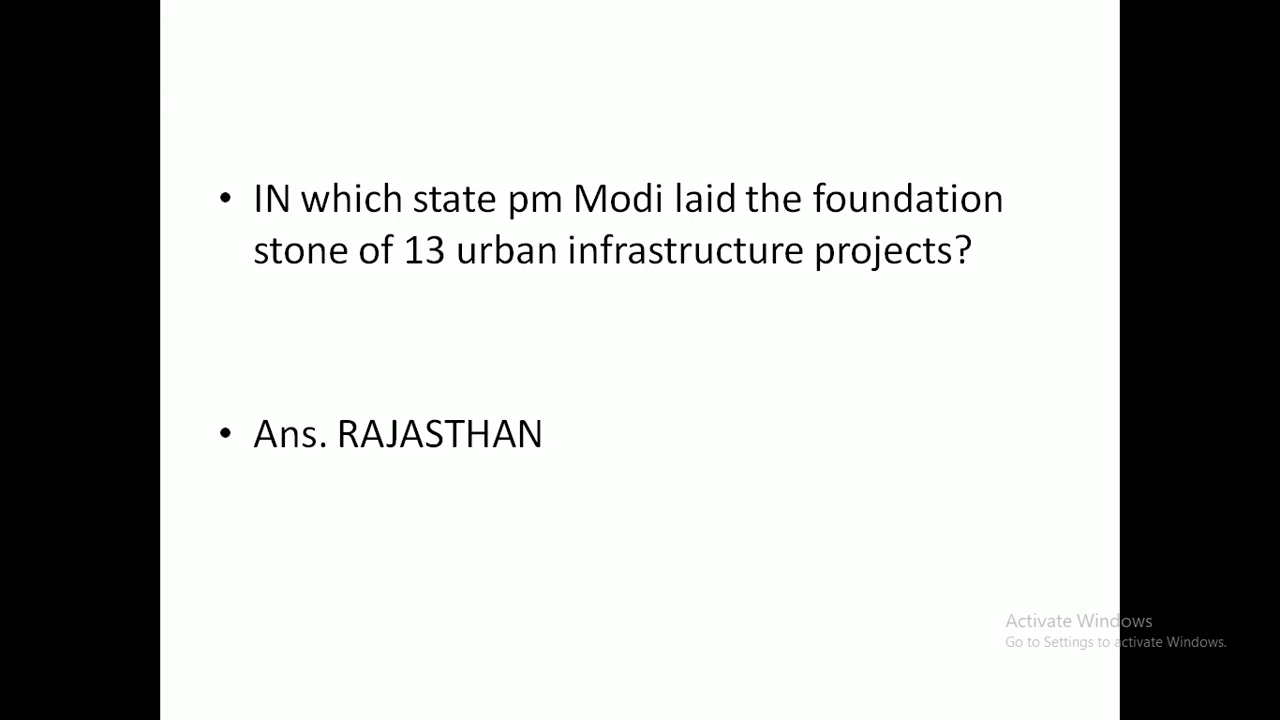 • IN which state pm Modi laid the foundation
stone of 13 urban infrastructure projects?
• Ans. RAJASTHAN
Activate Windows
Go to Settings to activate Windows.